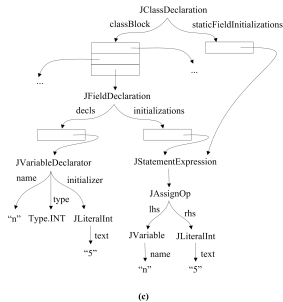 JClassDeclaration
classBlock staticFieldInitializations
... ...
JFieldDeclaration
decls initializations
JVariableDeclarator JStatementExpression
name type initializer
JAssignOp
lhs rhs
"n" Type.INT JLiteralInt JVariable JLiteralInt
text name text
"5" "n" "5"
(c)